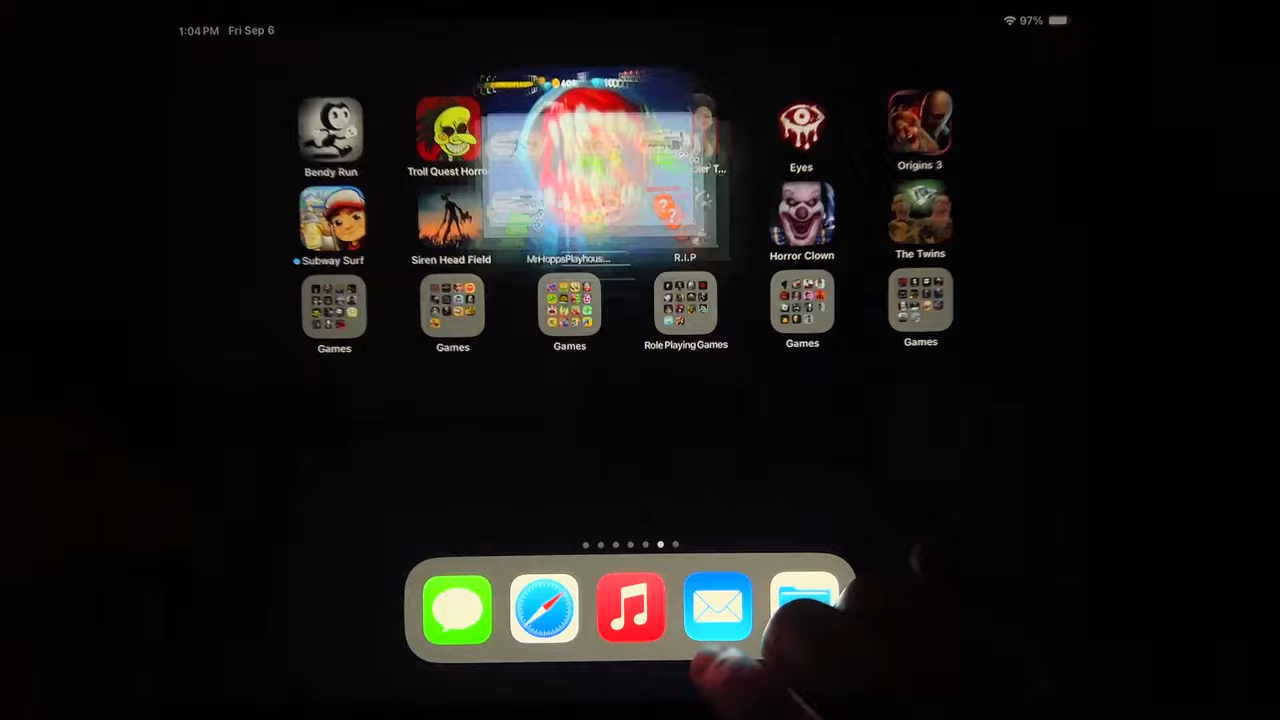 1:04 PM Fri Sep 6
97%
Bendy Run
Troll Quest Horro
Eyes
Origins 3
Subway Surf
Siren Head Field
MrHoppsPlayhous...
R.I.P
Horror Clown
The Twins
Games
Games
Games
Role Playing Games
Games
Games